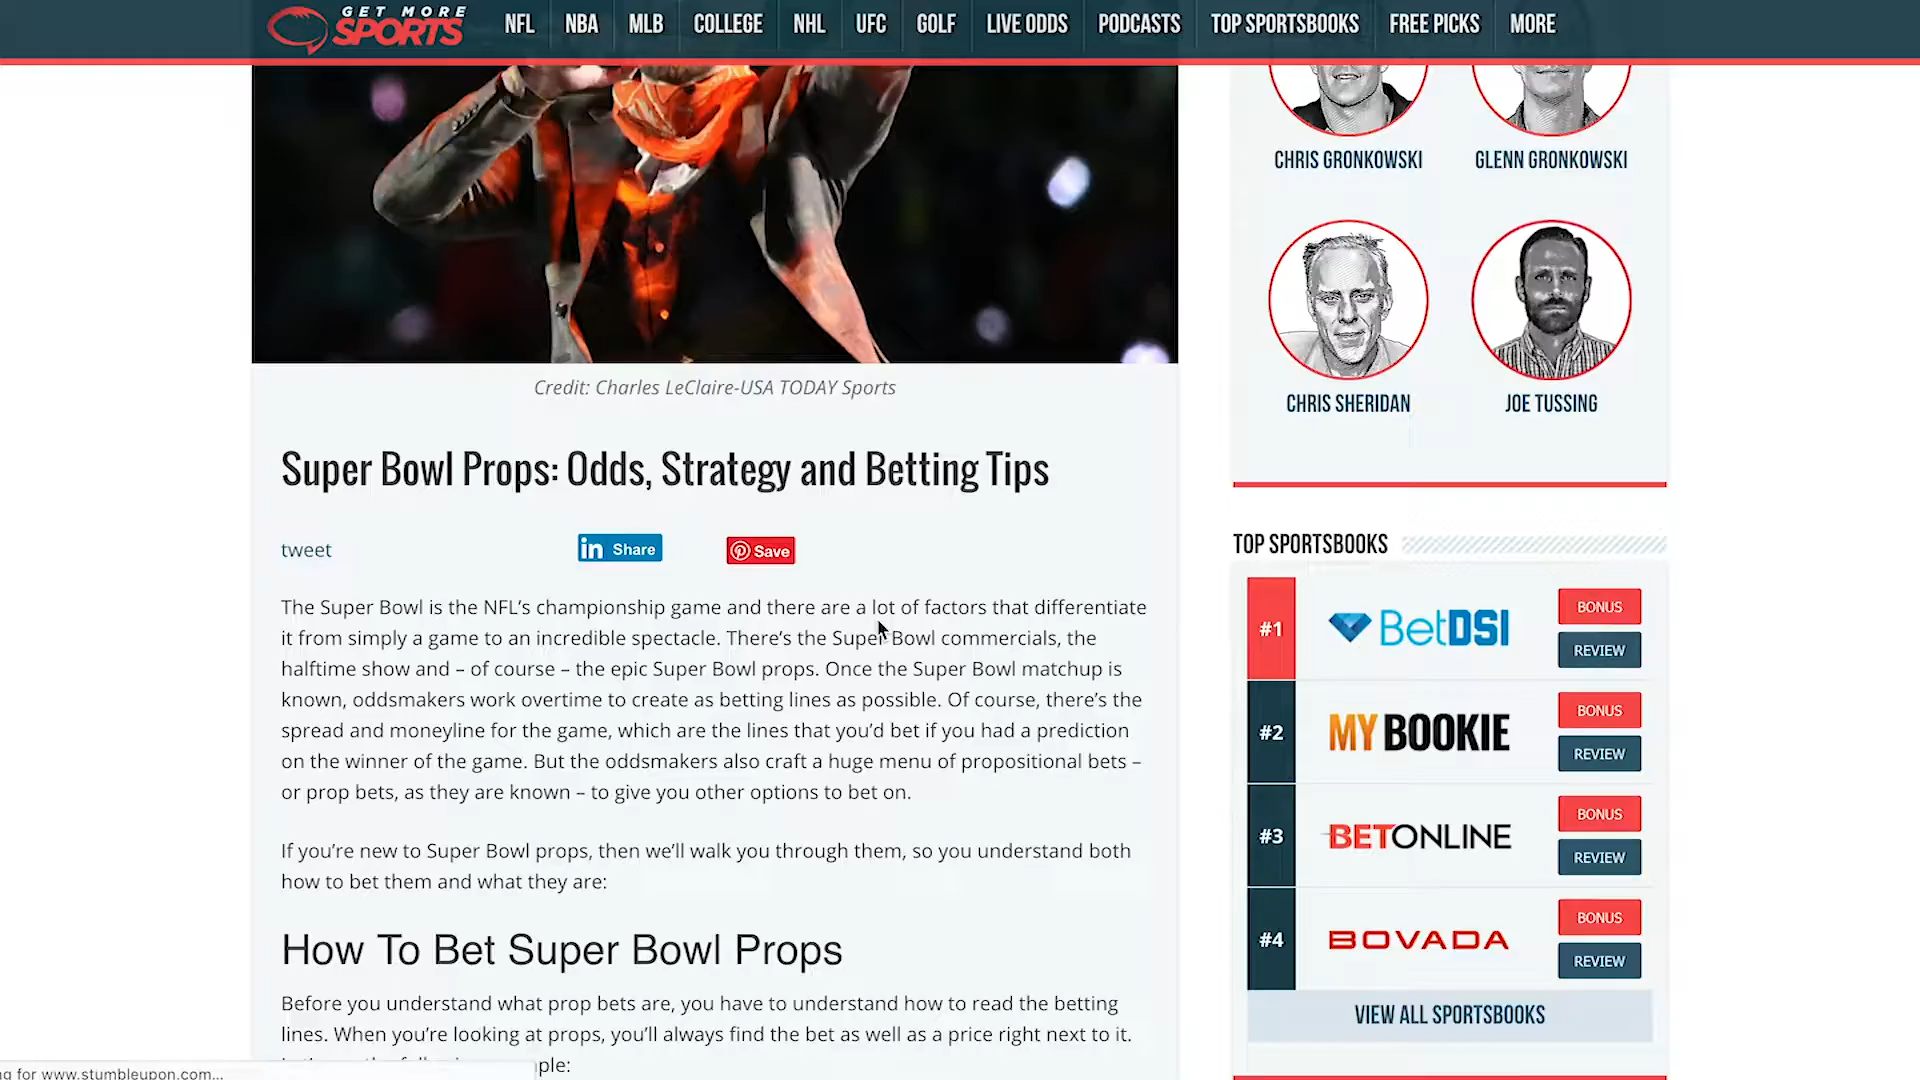 GET MORE
SPORTS
NFL NBA MLB COLLEGE NHL UFC GOLF LIVE ODDS PODCASTS TOP SPORTSBOOKS FREE PICKS MORE
CHRIS GRONKOWSKI GLENN GRONKOWSKI
CHRIS SHERIDAN JOE TUSSING
Credit: Charles LeClaire-USA TODAY Sports
Super Bowl Props: Odds, Strategy and Betting Tips
tweet in Share Save
The Super Bowl is the NFL’s championship game and there are a lot of factors that differentiate
it from simply a game to an incredible spectacle. There’s the Super Bowl commercials, the
halftime show and – of course – the epic Super Bowl props. Once the Super Bowl matchup is
known, oddsmakers work overtime to create as betting lines as possible. Of course, there’s the
spread and moneyline for the game, which are the lines that you’d bet if you had a prediction
on the winner of the game. But the oddsmakers also craft a huge menu of propositional bets –
or prop bets, as they are known – to give you other options to bet on.
If you’re new to Super Bowl props, then we’ll walk you through them, so you understand both
how to bet them and what they are:
How To Bet Super Bowl Props
Before you understand what prop bets are, you have to understand how to read the betting
lines. When you’re looking at props, you’ll always find the bet as well as a price right next to it.
ple:
TOP SPORTSBOOKS
#1 BetDSI BONUS
REVIEW
#2 MYBOOKIE BONUS
REVIEW
#3 BETONLINE BONUS
REVIEW
#4 BOVADA BONUS
REVIEW
VIEW ALL SPORTSBOOKS
for www.stumbleupon.com...